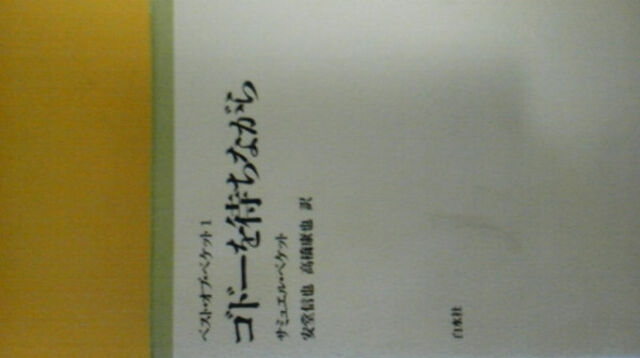 ベスト・オブ・ベケット1
ゴドーを待ちながら
サミュエル・ベケット
安堂信也 高橋康也 訳
白水社